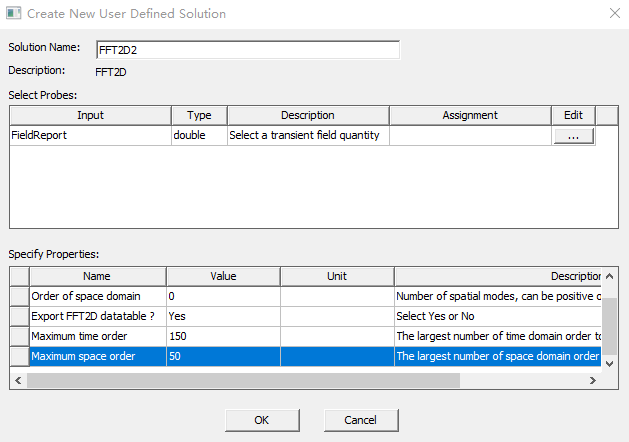 Create New User Defined Solution
Solution Name: FFT2D2
Description: FFT2D
Select Probes:
Input Type Description Assignment Edit
FieldReport double Select a transient field quantity ...
Specify Properties:
Name Value Unit Description
Order of space domain 0 Number of spatial modes, can be positive o
Export FFT2D datatable ? Yes Select Yes or No
Maximum time order 150 The largest number of time domain order to
Maximum space order 50 The largest number of space domain order
OK Cancel